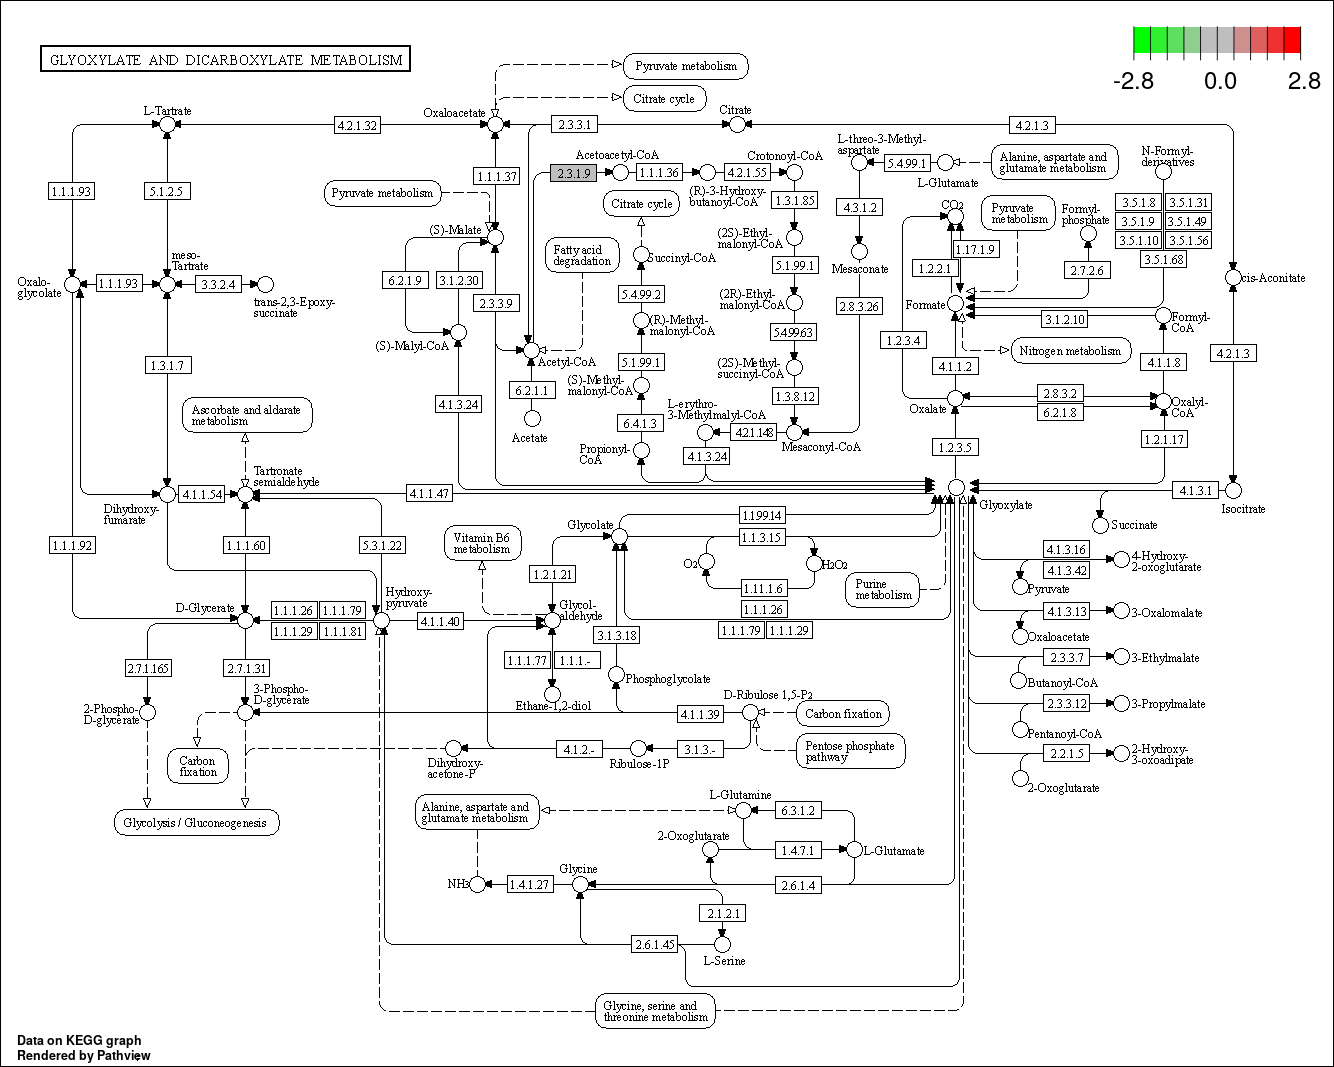 GLYOXYLATE AND DICARBOXYLATE METABOLISM
-2.8 0.0 2.8
Pyruvate metabolism
Citrate cycle
L-Tartrate
Oxaloacetate
Citrate
4.2.1.32
2.3.3.1
4.2.1.3
Acetoacetyl-CoA
Crotonoyl-CoA
L-threo-3-Methyl-
aspartate
5.4.99.1
L-Glutamate
Alanine, aspartate and
glutamate metabolism
N-Formyl-
derivatives
1.1.1.93
5.1.2.5
1.1.1.37
2.3.1.9
1.1.1.36
4.2.1.55
(R)-3-Hydroxy-
butanoyl-CoA
1.3.1.85
Pyruvate metabolism
Citrate cycle
4.3.1.2
CO2
Pyruvate
metabolism
Formyl-
phosphate
3.5.1.8
3.5.1.31
3.5.1.9
3.5.1.49
3.5.1.10
3.5.1.56
3.5.1.68
(S)-Malate
Fatty acid
degradation
Succinyl-CoA
(2S)-Ethyl-
malonyl-CoA
5.1.99.1
Mesaconate
1.17.1.9
1.2.2.1
2.7.2.6
meso-
Tartrate
Oxalo-
glycolate
1.1.1.93
3.3.2.4
trans-2,3-Epoxy-
succinate
6.2.1.9
3.1.2.30
2.3.3.9
5.4.99.2
(2R)-Ethyl-
malonyl-CoA
2.8.3.26
Formate
cis-Aconitate
(S)-Malyl-CoA
(R)-Methyl-
malonyl-CoA
5.4.99.63
3.1.2.10
Formyl-
CoA
1.2.3.4
Nitrogen metabolism
4.2.1.3
1.3.1.7
Acetyl-CoA
5.1.99.1
(2S)-Methyl-
succinyl-CoA
4.1.1.2
4.1.1.8
6.2.1.1
(S)-Methyl-
malonyl-CoA
1.3.8.12
2.8.3.2
6.2.1.8
Oxalate
Oxalyl-
CoA
4.1.3.24
Ascorbate and aldarate
metabolism
Acetate
6.4.1.3
L-erythro-
3-Methylmalyl-CoA
4.2.1.148
Mesaconyl-CoA
1.2.3.5
1.2.1.17
Propionyl-
CoA
4.1.3.24
Tartronate
semialdehyde
4.1.1.54
4.1.1.47
Dihydroxy-
fumarate
Glyoxylate
4.1.3.1
Isocitrate
Succinate
1.1.1.92
1.1.1.60
5.3.1.22
Vitamin B6
metabolism
Glycolate
1.1.99.14
1.1.3.15
O2
H2O2
1.11.1.6
1.1.1.26
1.1.1.79
1.1.1.29
Purine
metabolism
4.1.3.16
4.1.3.42
4-Hydroxy-
2-oxoglutarate
Pyruvate
1.2.1.21
D-Glycerate
1.1.1.26
1.1.1.79
1.1.1.29
1.1.1.81
Hydroxy-
pyruvate
4.1.1.40
Glycol-
aldehyde
3.1.3.18
4.1.3.13
3-Oxalomalate
Oxaloacetate
2.7.1.165
2.7.1.31
1.1.1.77
1.1.1.-
2.3.3.7
3-Ethylmalate
Butanoyl-CoA
2-Phospho-
D-glycerate
3-Phospho-
D-glycerate
Ethane-1,2-diol
Phosphoglycolate
D-Ribulose 1,5-P2
4.1.1.39
Carbon fixation
2.3.3.12
3-Propylmalate
Pentanoyl-CoA
Carbon
fixation
Dihydroxy-
acetone-P
4.1.2.-
Ribulose-1P
3.1.3.-
Pentose phosphate
pathway
2.2.1.5
2-Hydroxy-
3-oxoadipate
2-Oxoglutarate
Glycolysis / Gluconeogenesis
Alanine, aspartate and
glutamate metabolism
L-Glutamine
6.3.1.2
2-Oxoglutarate
1.4.7.1
L-Glutamate
NH3
1.4.1.27
Glycine
2.6.1.4
2.1.2.1
2.6.1.45
L-Serine
Glycine, serine and
threonine metabolism
Data on KEGG graph
Rendered by Pathview